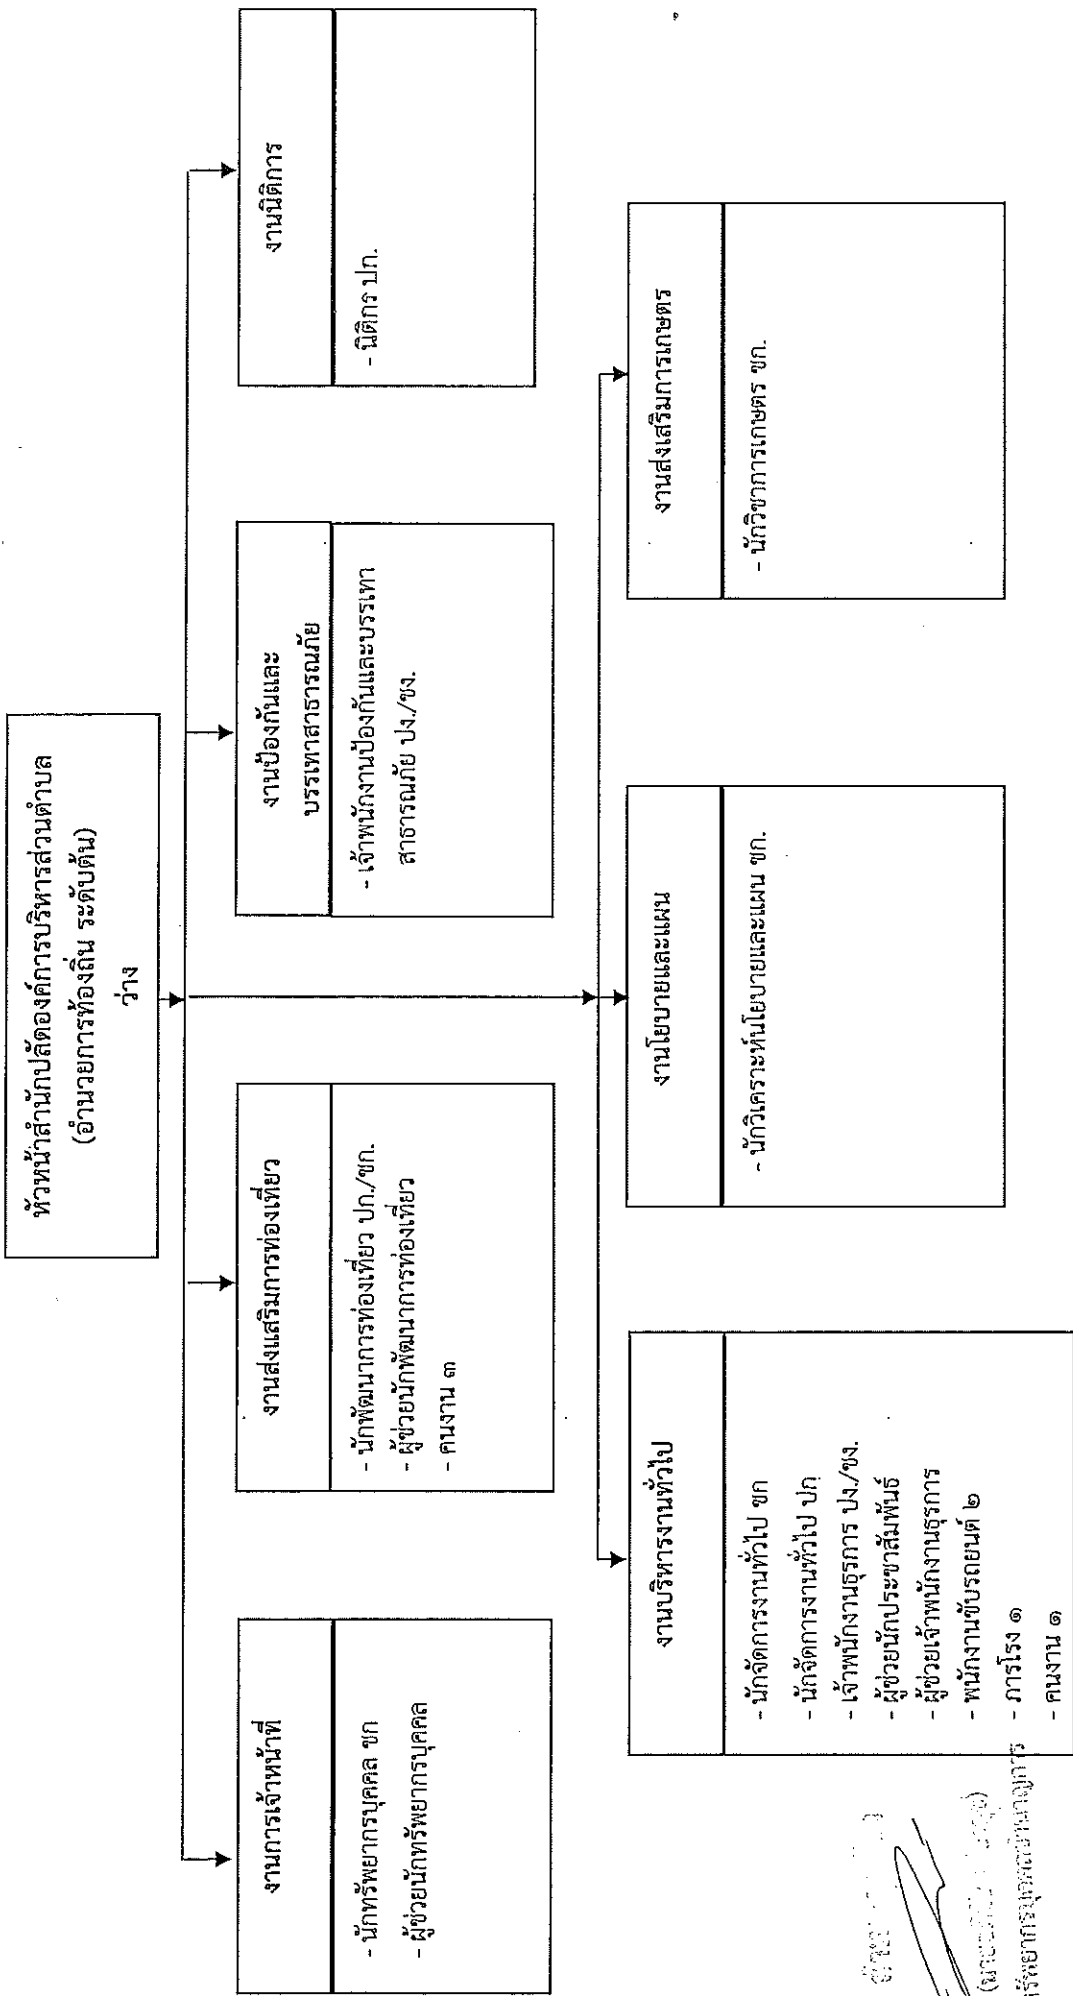 หัวหน้าสำนักปลัดองค์การบริหารส่วนตำบล
(อำนวยการท้องถิ่น ระดับต้น)
ว่าง
งานการเจ้าหน้าที่
- นักทรัพยากรบุคคล ชก
- ผู้ช่วยนักทรัพยากรบุคคล
งานส่งเสริมการท่องเที่ยว
- นักพัฒนาการท่องเที่ยว ปก./ชก.
- ผู้ช่วยนักพัฒนาการท่องเที่ยว
- คนงาน ๓
งานป้องกันและ
บรรเทาสาธารณภัย
- เจ้าพนักงานป้องกันและบรรเทา
สาธารณภัย ปง./ชง.
งานนิติการ
- นิติกร ปก.
งานบริหารงานทั่วไป
- นักจัดการงานทั่วไป ชก
- นักจัดการงานทั่วไป ปก
- เจ้าพนักงานธุรการ ปง./ชง.
- ผู้ช่วยนักประชาสัมพันธ์
- ผู้ช่วยเจ้าพนักงานธุรการ
- พนักงานขับรถยนต์ ๒
- ภารโรง ๑
- คนงาน ๑
งานนโยบายและแผน
- นักวิเคราะห์นโยบายและแผน ชก.
งานส่งเสริมการเกษตร
- นักวิชาการเกษตร ชก.